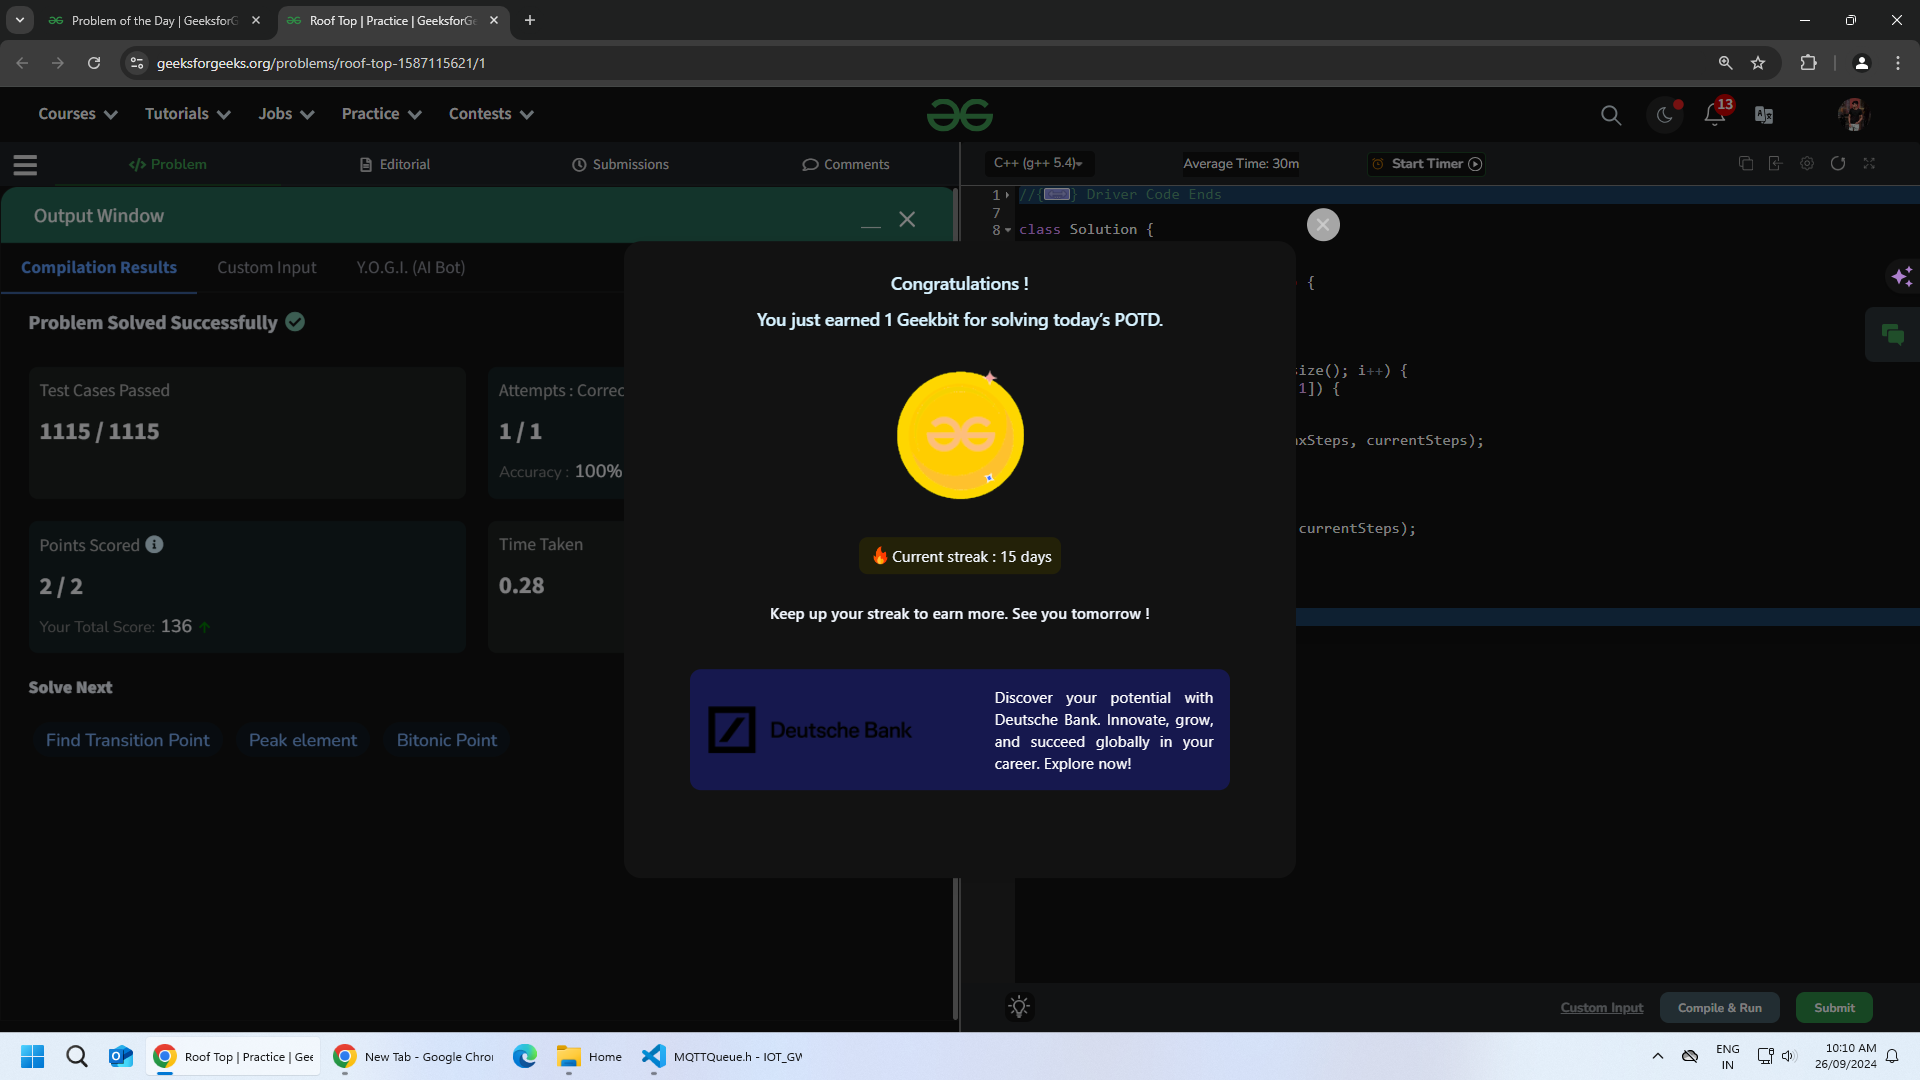 Problem of the Day | GeeksforG
Roof Top | Practice | GeeksforGe
geeksforgeeks.org/problems/roof-top-1587115621/1
Courses
Tutorials
Jobs
Practice
Contests
13
Problem
Editorial
Submissions
Comments
C++ (g++ 5.4)
Average Time: 30m
Start Timer
Output Window
Compilation Results
Custom Input
Y.O.G.I. (AI Bot)
Problem Solved Successfully
Test Cases Passed
1115 / 1115
Attempts : Correc
1 / 1
Accuracy : 100%
Points Scored
2 / 2
Your Total Score: 136
Time Taken
0.28
Solve Next
Find Transition Point
Peak element
Bitonic Point
1 //{ } Driver Code Ends
7
8 class Solution {
{
size(); i++) {
1]) {
xSteps, currentSteps);
currentSteps);
Congratulations !
You just earned 1 Geekbit for solving today's POTD.
Current streak : 15 days
Keep up your streak to earn more. See you tomorrow !
Deutsche Bank
Discover your potential with
Deutsche Bank. Innovate, grow,
and succeed globally in your
career. Explore now!
Custom Input
Compile & Run
Submit
Roof Top | Practice | Gee
New Tab - Google Chror
Home
MQTTQueue.h - IOT_GW
ENG
IN
10:10 AM
26/09/2024